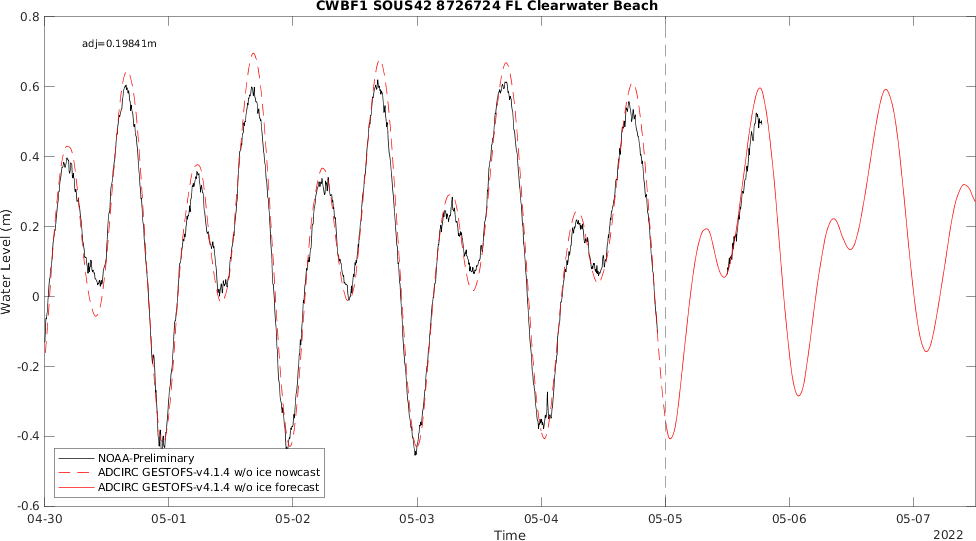 CWBF1 SOUS42 8726724 FL Clearwater Beach
0.8
adj=0.19841m
0.6
0.4
0.2
0
-0.2
-0.4
-0.6
Water Level (m)
NOAA-Preliminary
ADCIRC GESTOFS-v4.1.4 w/o ice nowcast
ADCIRC GESTOFS-v4.1.4 w/o ice forecast
04-30 05-01 05-02 05-03 05-04 05-05 05-06 05-07
Time
2022